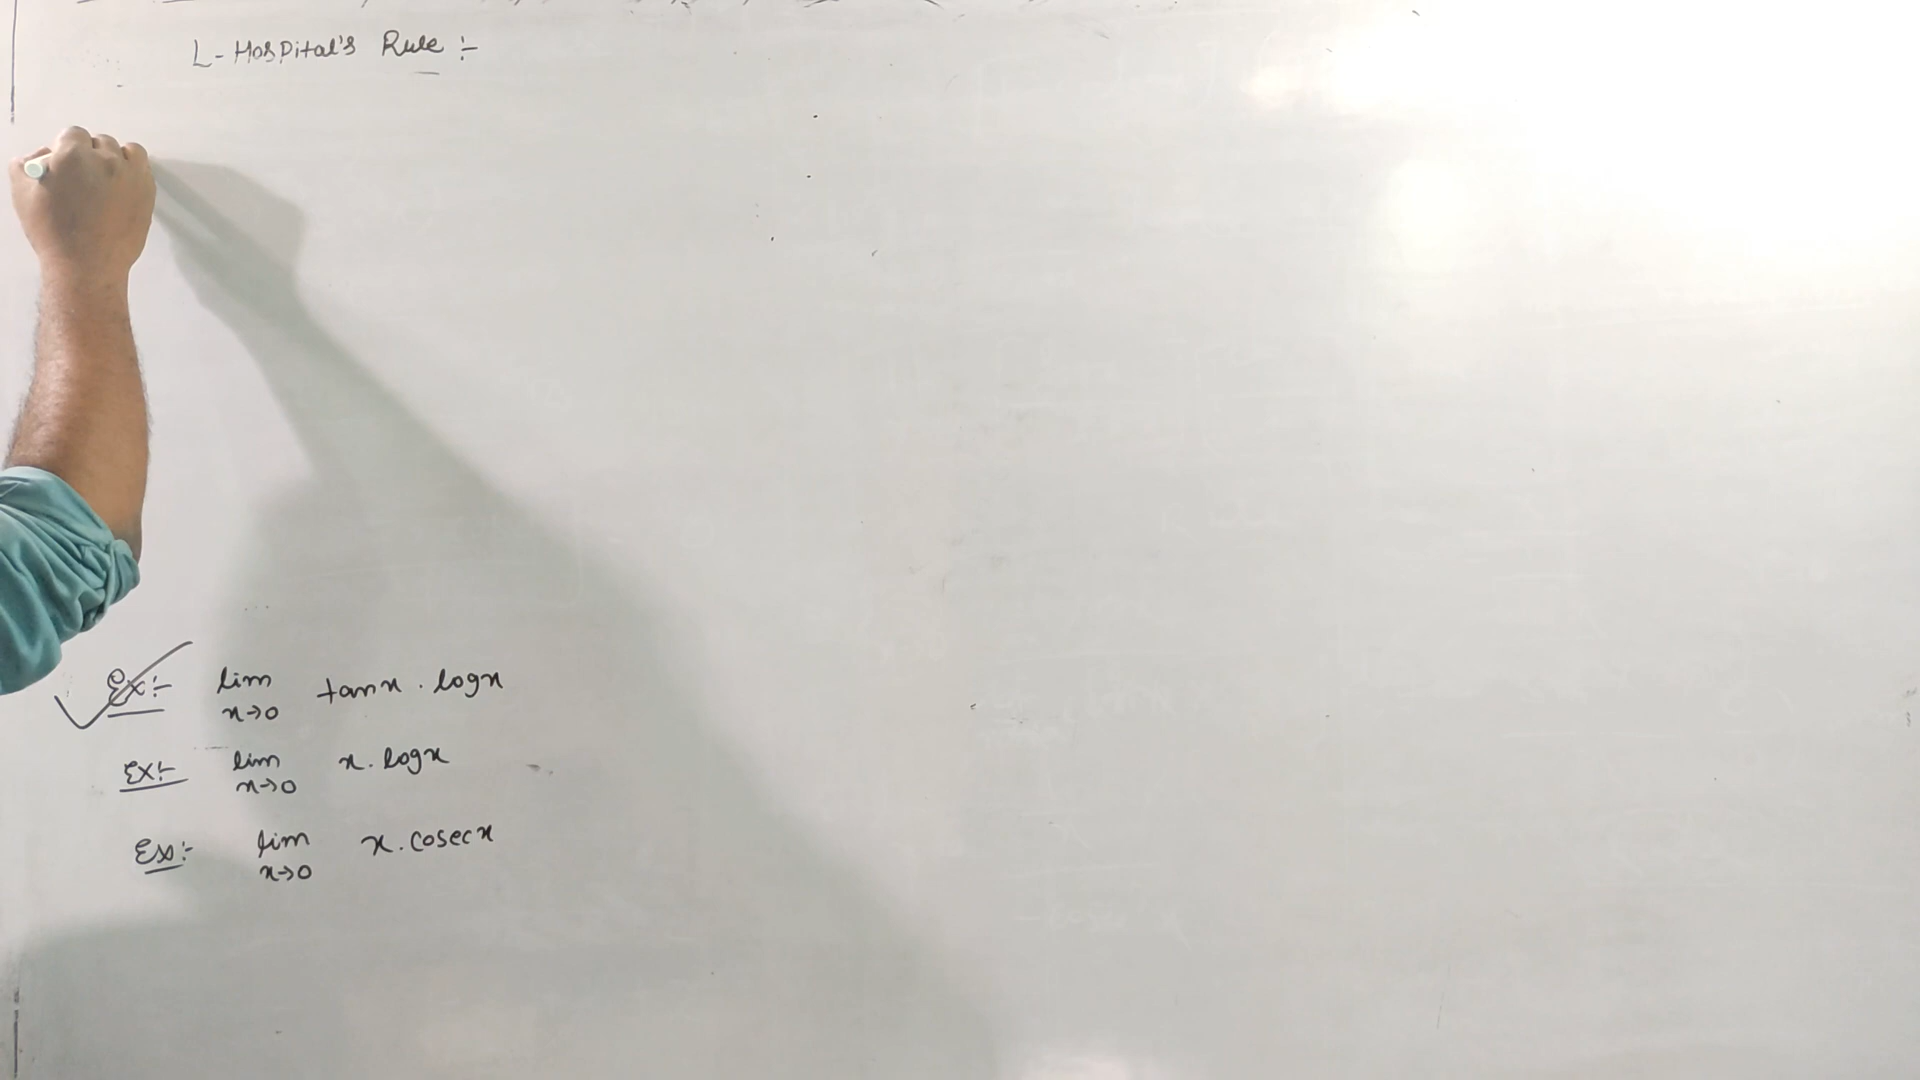 L-Hospital's Rule :-
Ex:- lim x→0 tanx . logx
Ex:- lim x→0 x . logx
Ex:- lim x→0 x . cosecx